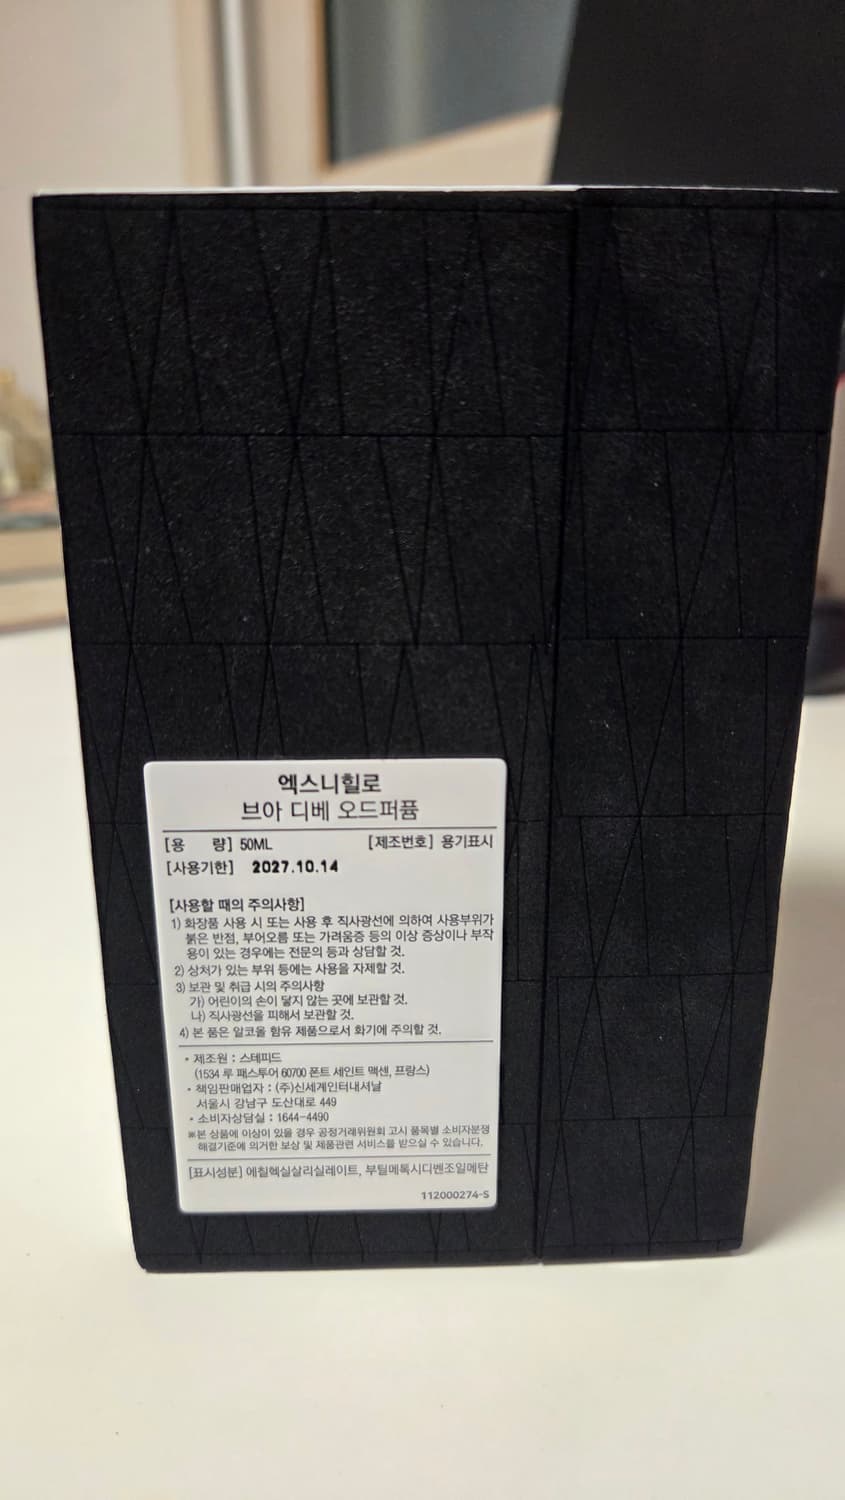 엑스니힐로
브아 디베 오드퍼퓸
[용 량] 50ML [제조번호] 용기표시
[사용기한] 2027.10.14
[사용할 때의 주의사항]
1) 화장품 사용 시 또는 사용 후 직사광선에 의하여 사용부위가
붉은 반점, 부어오름 또는 가려움증 등의 이상 증상이나 부작
용이 있는 경우에는 전문의 등과 상담할 것.
2) 상처가 있는 부위 등에는 사용을 자제할 것.
3) 보관 및 취급 시의 주의사항
가) 어린이의 손이 닿지 않는 곳에 보관할 것.
나) 직사광선을 피해서 보관할 것.
4) 본 품은 알코올 함유 제품으로서 화기에 주의할 것.
• 제조원 : 스테피드
(1534 루 패스투어 60700 폰트 세인트 맥센, 프랑스)
• 책임판매업자 : (주)신세계인터내셔날
서울시 강남구 도산대로 449
• 소비자상담실 : 1644-4490
※본 상품에 이상이 있을 경우 공정거래위원회 고시 품목별 소비자분쟁
해결기준에 의거한 보상 및 제품관련 서비스를 받으실 수 있습니다.
[표시성분] 에칠헥실살리실레이트, 부틸메톡시디벤조일메탄
112000274-S